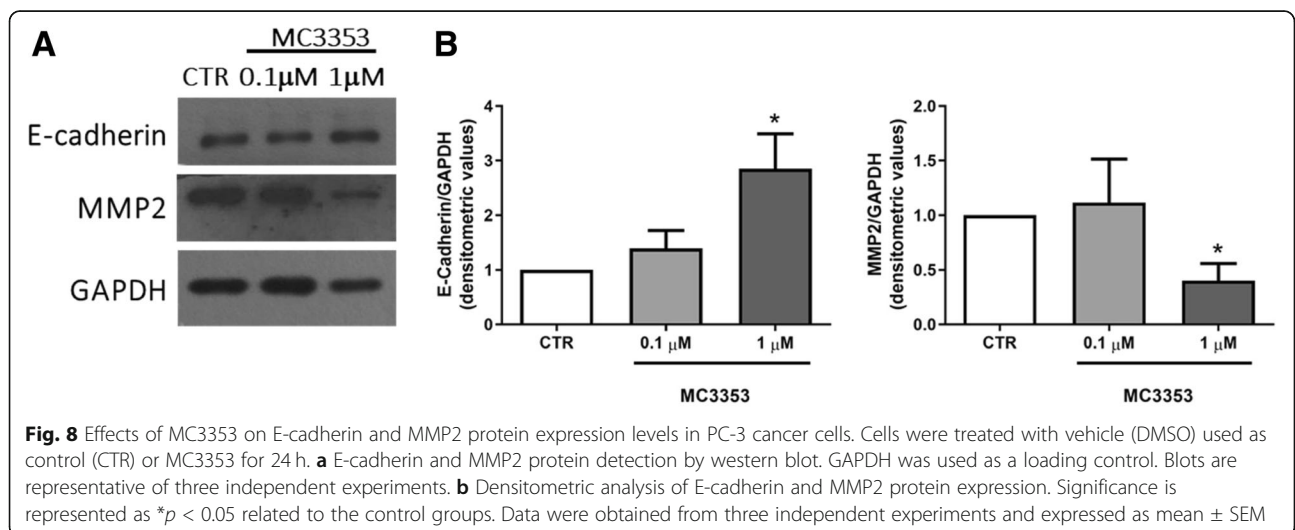 A
MC3353
CTR 0.1μM 1μM
E-cadherin
MMP2
GAPDH
B
E-Cadherin/GAPDH
(densitometric values)
4
3
2
1
0
*
CTR
0.1 μM
1 μM
MC3353
MMP2/GAPDH
(densitometric values)
2.0
1.5
1.0
0.5
0.0
*
CTR
0.1 μM
1 μM
MC3353
Fig. 8 Effects of MC3353 on E-cadherin and MMP2 protein expression levels in PC-3 cancer cells. Cells were treated with vehicle (DMSO) used as
control (CTR) or MC3353 for 24 h. a E-cadherin and MMP2 protein detection by western blot. GAPDH was used as a loading control. Blots are
representative of three independent experiments. b Densitometric analysis of E-cadherin and MMP2 protein expression. Significance is
represented as *p < 0.05 related to the control groups. Data were obtained from three independent experiments and expressed as mean ± SEM